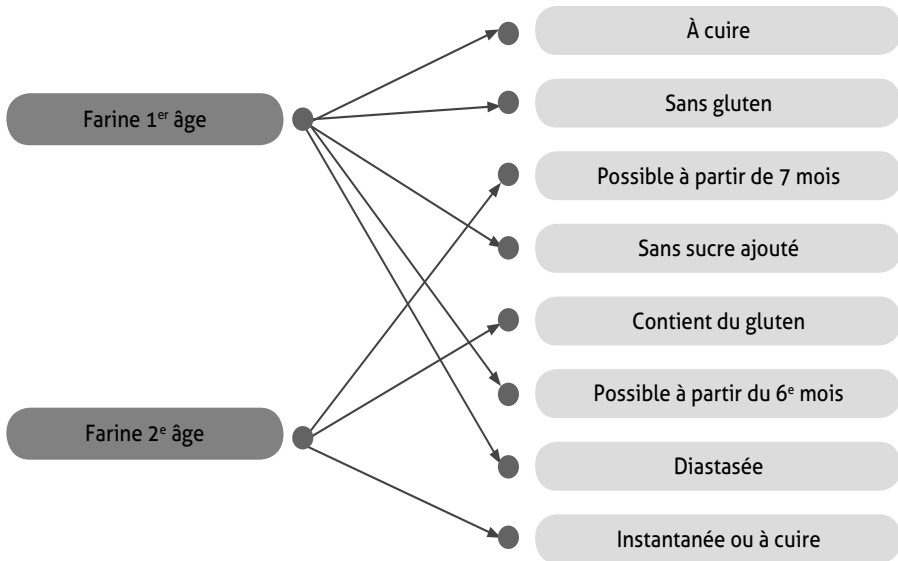 À cuire
Sans gluten
Farine 1er âge
Possible à partir de 7 mois
Sans sucre ajouté
Contient du gluten
Possible à partir du 6e mois
Farine 2e âge
Diastasée
Instantanée ou à cuire